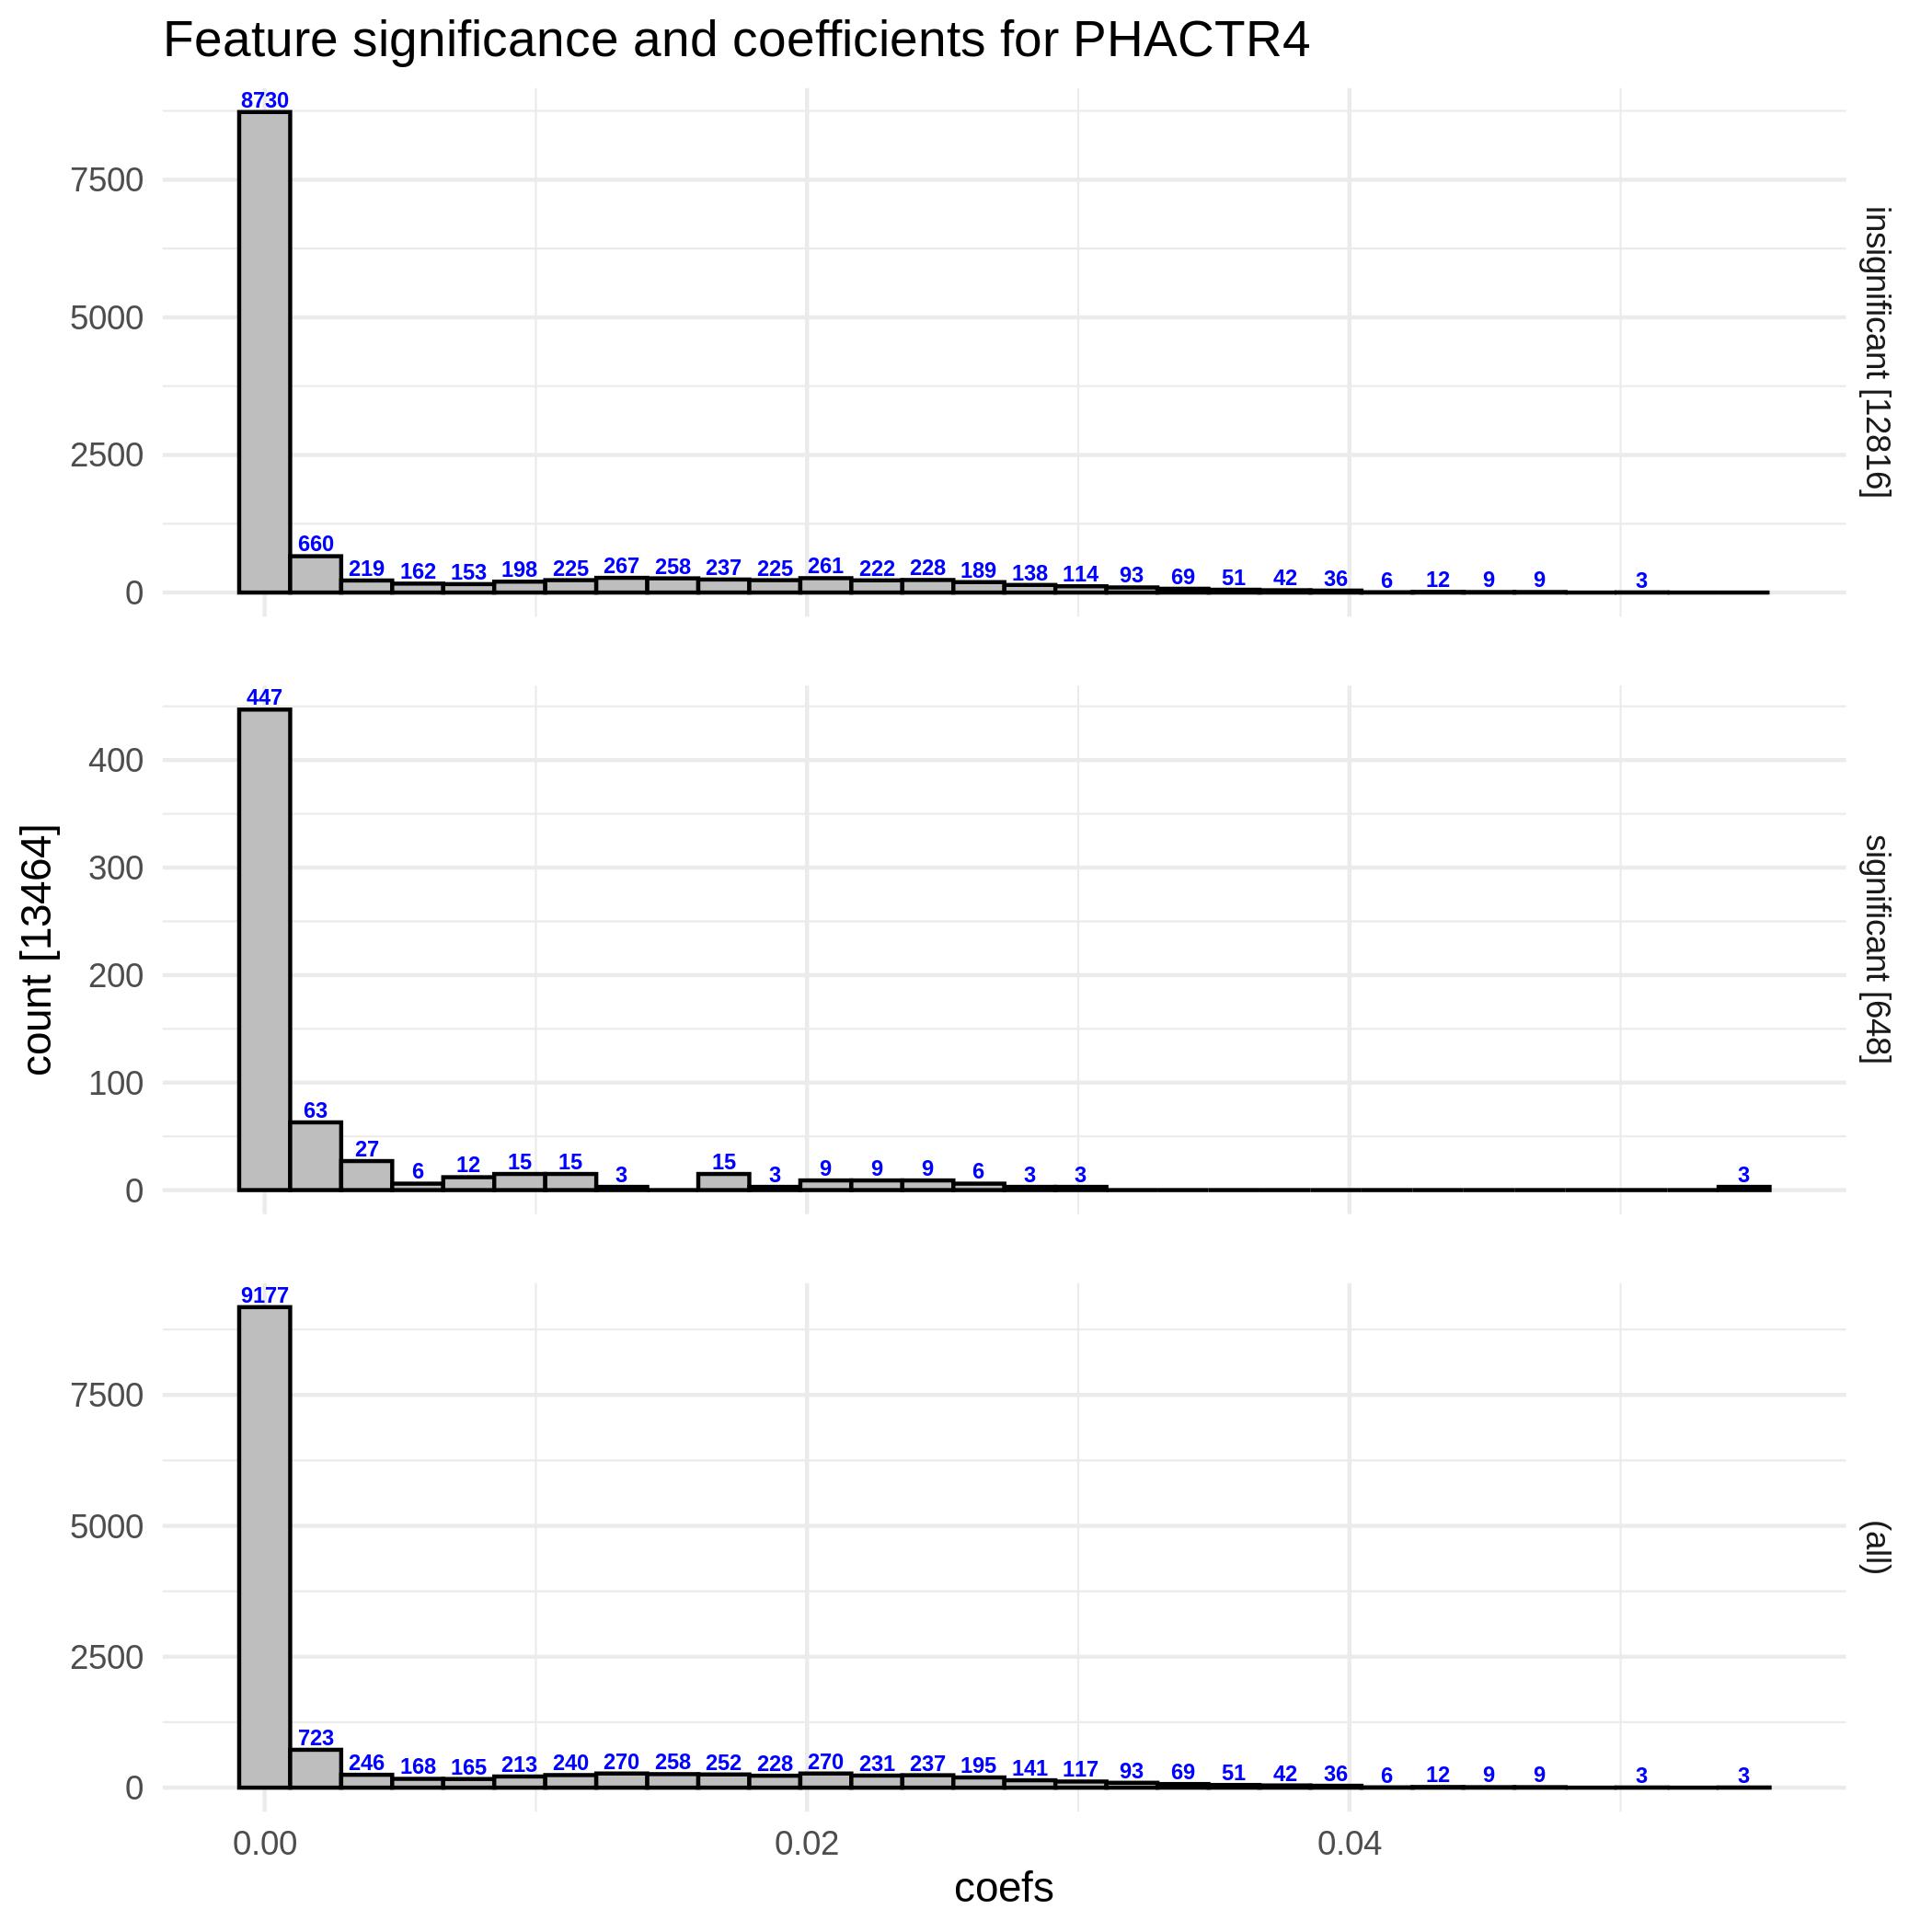 Feature significance and coefficients for PHACTR4
8730
7500
5000
2500
660
219 162 153 198 225 267 258 237 225 261 222 228 189 138 114 93 69 51 42 36 6 12 9 9 3
0
insignificant [12816]
447
400
300
200
100
63
27
6 12 15 15 3 15 3 9 9 9 6 3 3 3
0
significant [648]
count [13464]
9177
7500
5000
2500
723
246 168 165 213 240 270 258 252 228 270 231 237 195 141 117 93 69 51 42 36 6 12 9 9 3 3
0
(all)
0.00 0.02 0.04
coefs